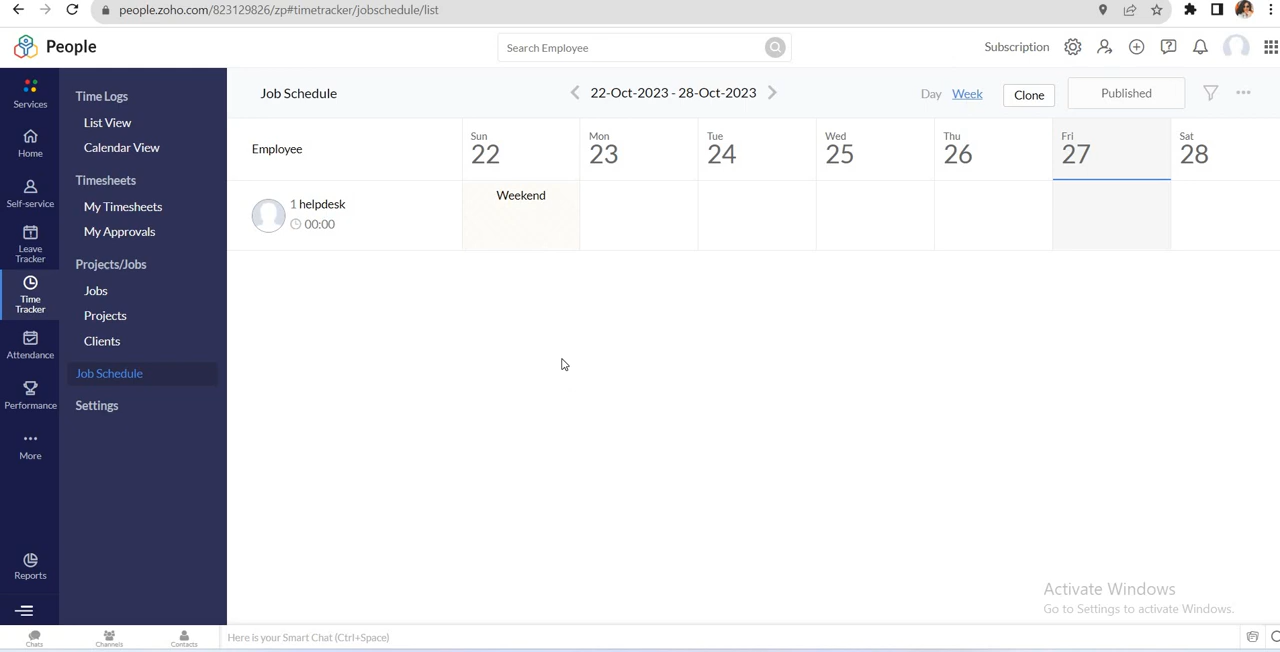 people.zoho.com/823129826/zp#timetracker/jobschedule/list
People
Search Employee
Subscription
Services
Home
Self-service
Leave
Tracker
Time
Tracker
Attendance
Performance
More
Reports
Time Logs
List View
Calendar View
Timesheets
My Timesheets
My Approvals
Projects/Jobs
Jobs
Projects
Clients
Job Schedule
Settings
Job Schedule
22-Oct-2023 - 28-Oct-2023
Day Week Clone Published
Employee
Sun
22
Mon
23
Tue
24
Wed
25
Thu
26
Fri
27
Sat
28
1 helpdesk
00:00
Weekend
Activate Windows
Go to Settings to activate Windows.
Chats
Channels
Contacts
Here is your Smart Chat (Ctrl+Space)